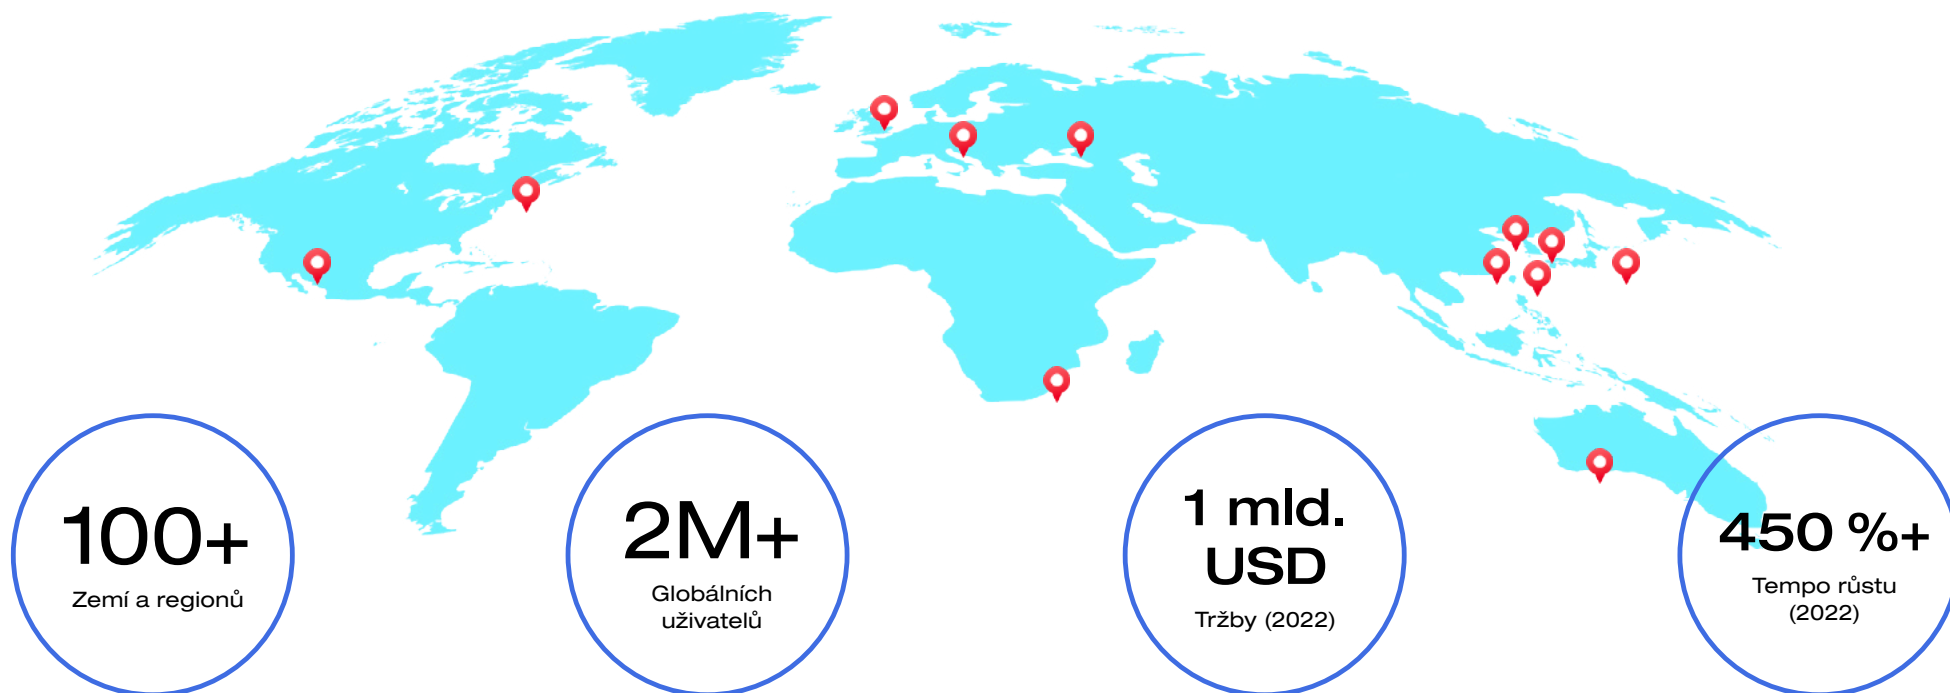 100+
Zemí a regionů
2M+
Globálních
uživatelů
1 mld.
USD
Tržby (2022)
450 %+
Tempo růstu
(2022)